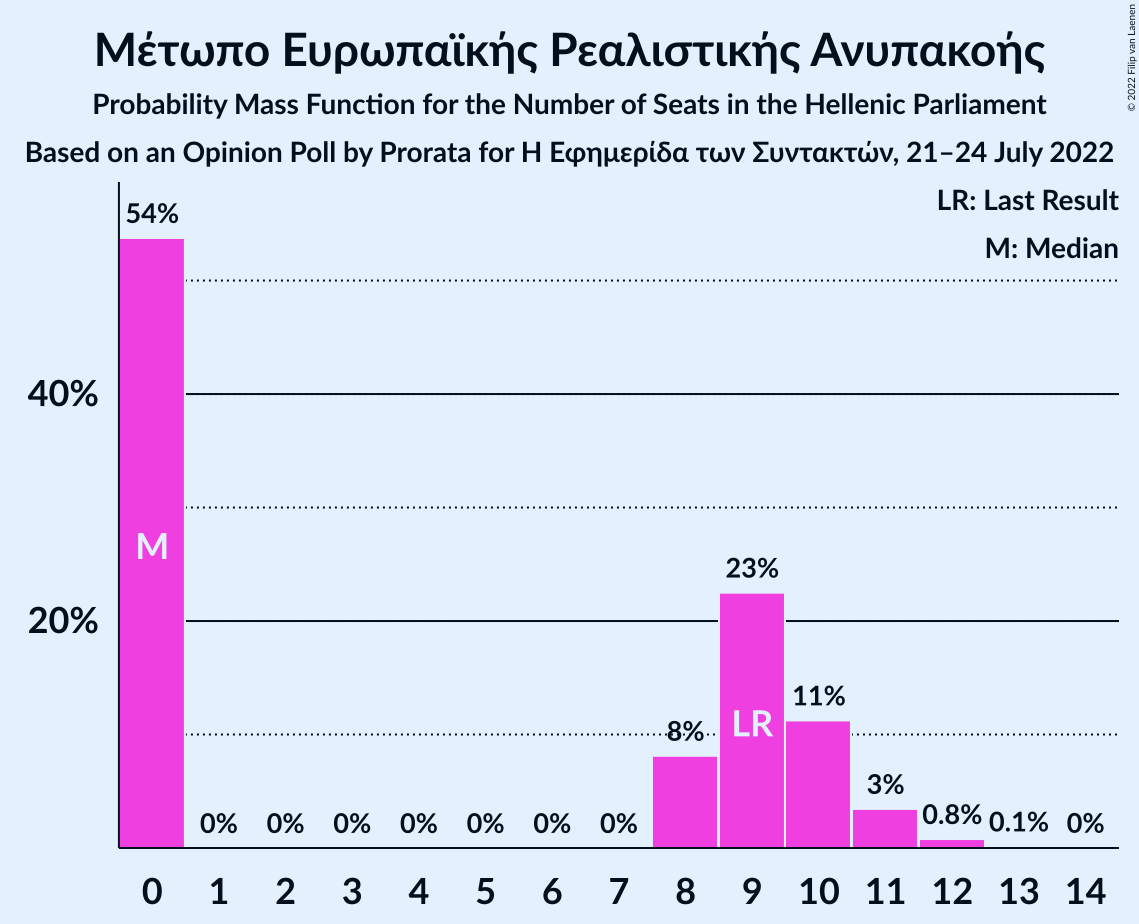 Μέτωπο Ευρωπαϊκής Ρεαλιστικής Ανυπακοής
Probability Mass Function for the Number of Seats in the Hellenic Parliament
Based on an Opinion Poll by Prorata for Η Εφημερίδα των Συντακτών, 21–24 July 2022
© 2022 Filip van Laenen
LR: Last Result
M: Median
54%
40%
M
23%
20%
11%
8%
LR
3%
0% 0% 0% 0% 0% 0% 0% 0.8% 0.1% 0%
0 1 2 3 4 5 6 7 8 9 10 11 12 13 14